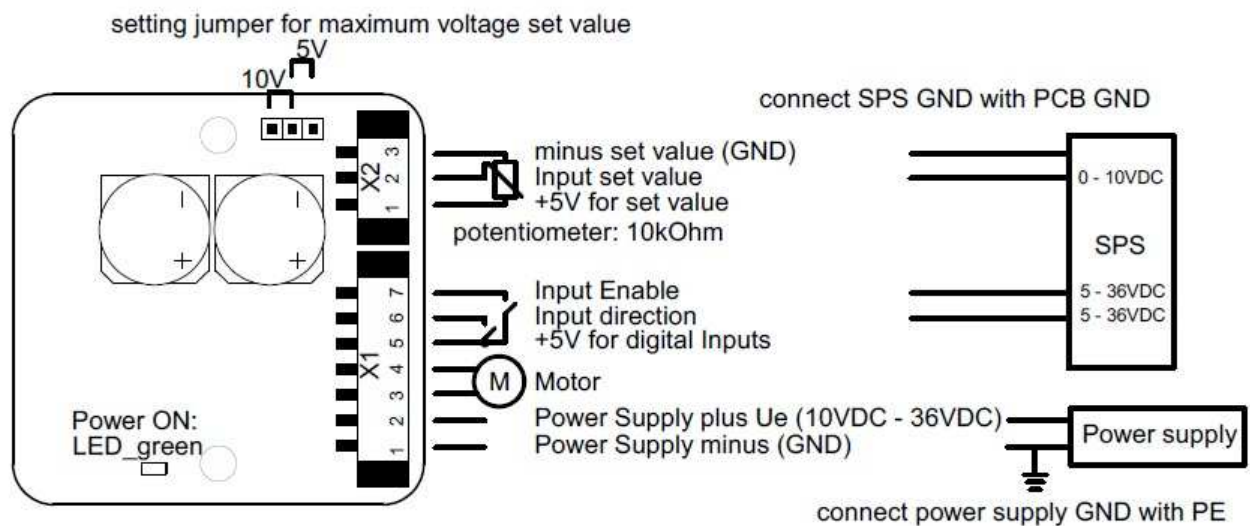 setting jumper for maximum voltage set value
5V
10V
connect SPS GND with PCB GND
X2
3
2
1
minus set value (GND)
Input set value
+5V for set value
potentiometer: 10kOhm
0 - 10VDC
SPS
5 - 36VDC
5 - 36VDC
- -
+ +
X1
7
6
5
4
3
2
1
Input Enable
Input direction
+5V for digital Inputs
M
Motor
Power Supply plus Ue (10VDC - 36VDC)
Power Supply minus (GND)
Power supply
Power ON:
LED_green
connect power supply GND with PE